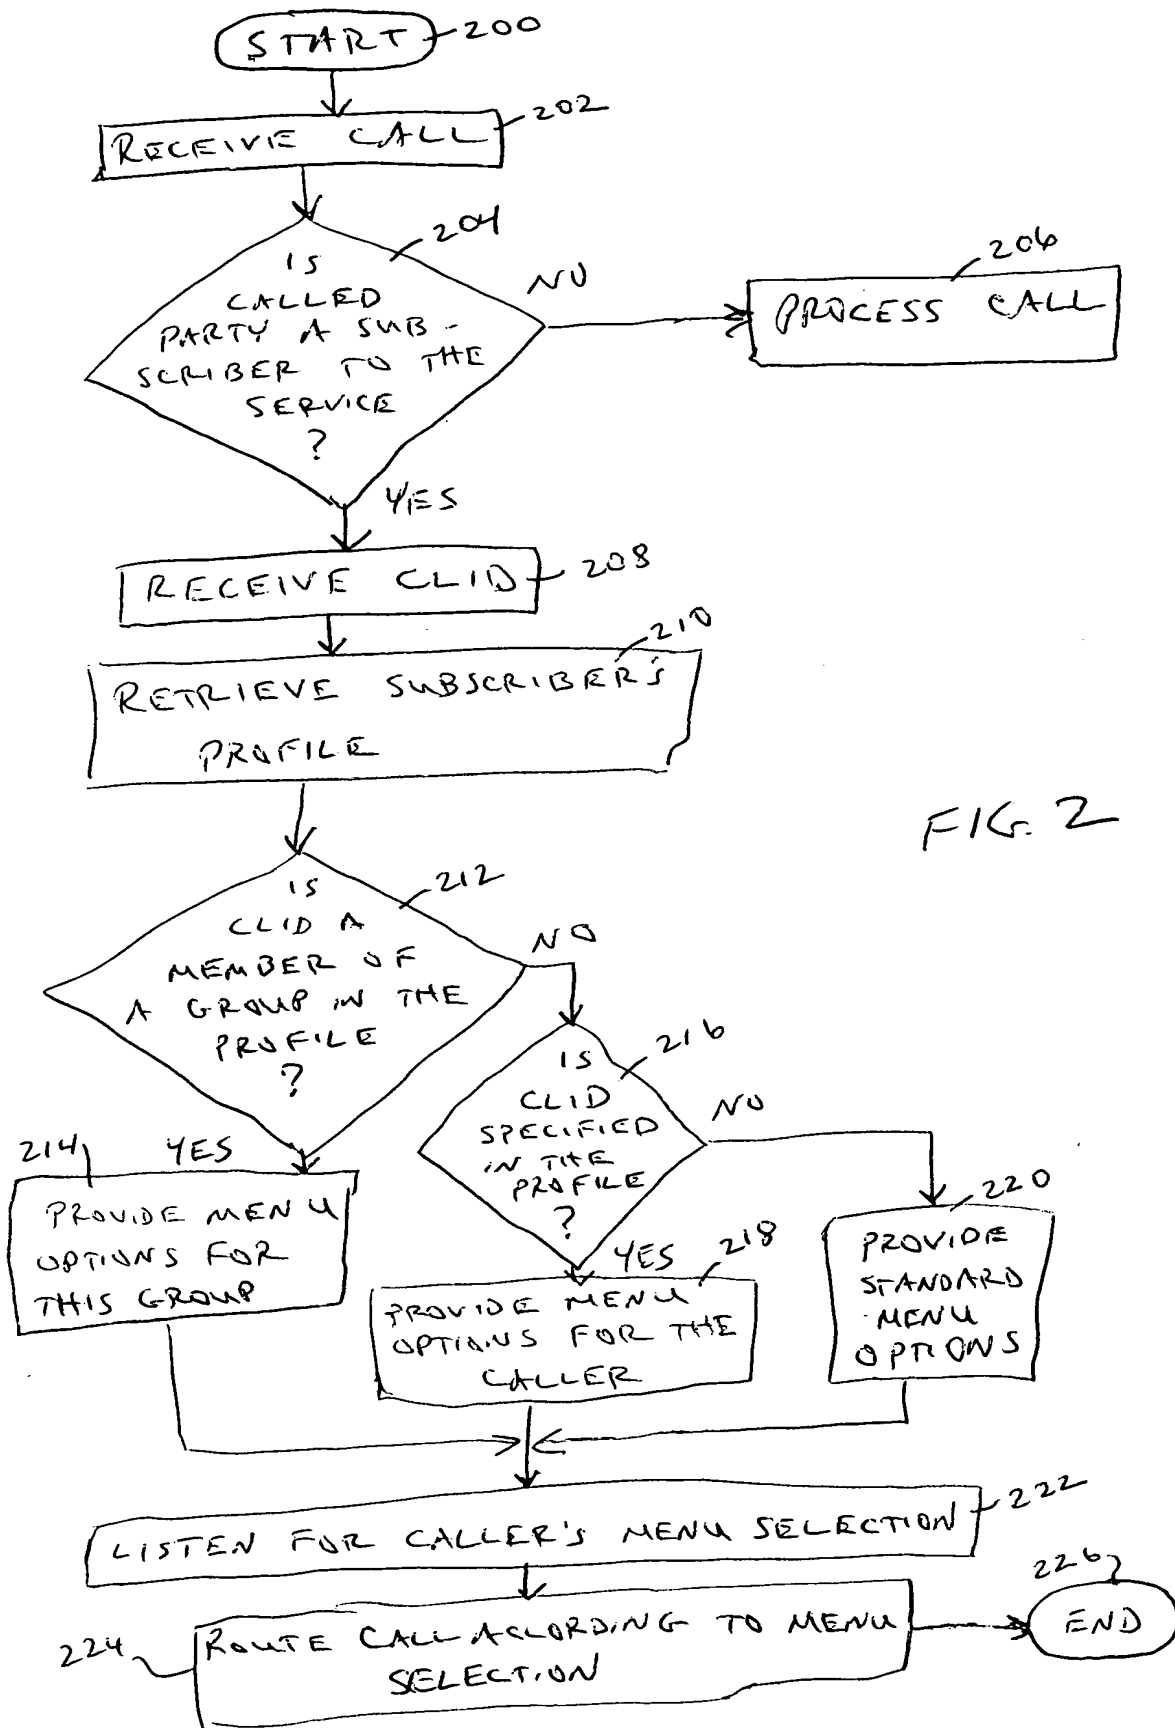 START
200
RECEIVE CALL
202
204
IS
CALLED
PARTY A SUB-
SCRIBER TO THE
SERVICE
?
NO
206
PROCESS CALL
YES
RECEIVE CLID
208
210
RETRIEVE SUBSCRIBER'S
PROFILE
FIG. 2
212
IS
CLID A
MEMBER OF
A GROUP IN THE
PROFILE
?
NO
216
IS
CLID
SPECIFIED
IN THE
PROFILE
?
NO
214
YES
PROVIDE MENU
OPTIONS FOR
THIS GROUP
YES
218
PROVIDE MENU
OPTIONS FOR THE
CALLER
220
PROVIDE
STANDARD
MENU
OPTIONS
222
LISTEN FOR CALLER'S MENU SELECTION
224
ROUTE CALL ACCORDING TO MENU
SELECTION
226
END